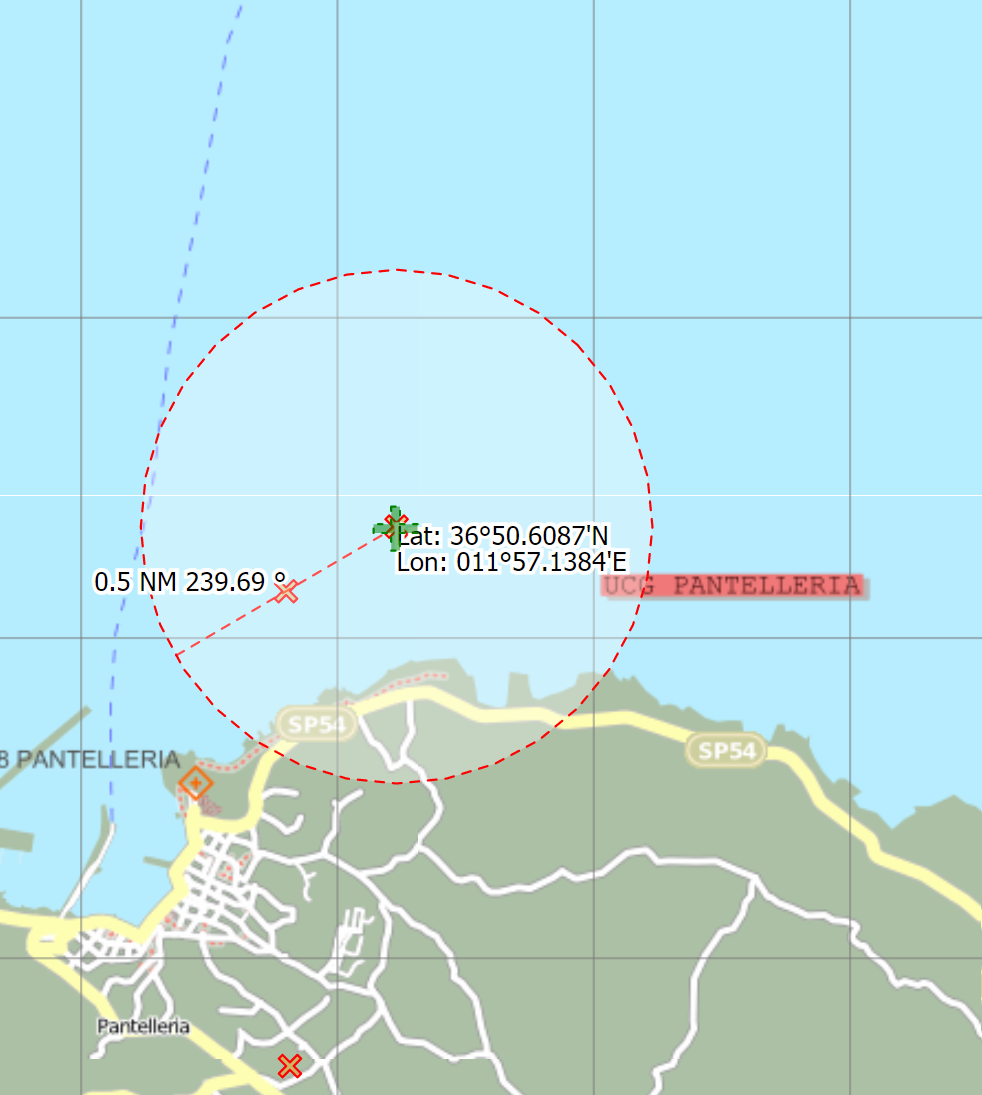 Lat: 36°50.6087'N
Lon: 011°57.1384'E
0.5 NM 239.69 °
UCG PANTELLERIA
SP54
SP54
8 PANTELLERIA
Pantelleria